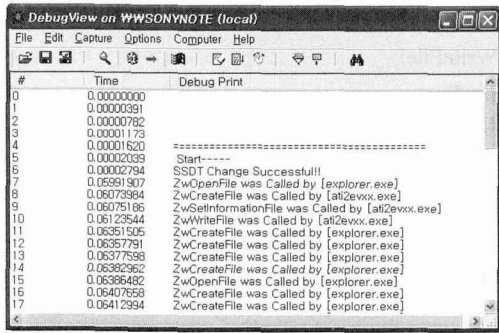 DebugView on ₩₩SONYNOTE (local)
File Edit Capture Options Computer Help
# Time Debug Print
0 0.00000000
1 0.00000391
2 0.00000782
3 0.00001173
4 0.00001620 ==========================================
5 0.00002039 Start-----
6 0.00002794 SSDT Change Successful!!
7 0.05991907 ZwOpenFile was Called by [explorer.exe]
8 0.06073984 ZwCreateFile was Called by [ati2evxx.exe]
9 0.06075186 ZwSetInformationFile was Called by [ati2evxx.exe]
10 0.06123544 ZwWriteFile was Called by [ati2evxx.exe]
11 0.06351505 ZwCreateFile was Called by [explorer.exe]
12 0.06357791 ZwCreateFile was Called by [explorer.exe]
13 0.06377598 ZwCreateFile was Called by [explorer.exe]
14 0.06382962 ZwCreateFile was Called by [explorer.exe]
15 0.06386482 ZwOpenFile was Called by [explorer.exe]
16 0.06407658 ZwCreateFile was Called by [explorer.exe]
17 0.06412994 ZwCreateFile was Called by [explorer.exe]